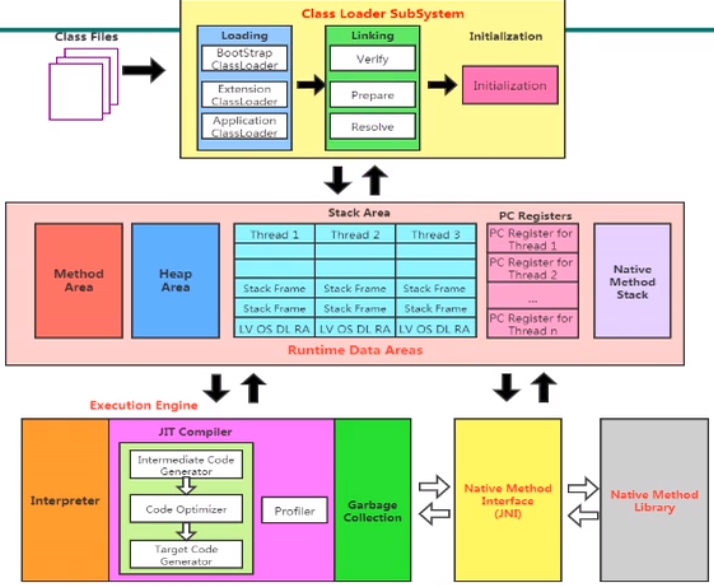 Class Loader SubSystem
Class Files
Loading
Linking
Initialization
BootStrap
ClassLoader
Verify
Extension
ClassLoader
Prepare
Initialization
Application
ClassLoader
Resolve
Stack Area
PC Registers
Method
Area
Heap
Area
Thread 1
Thread 2
Thread 3
Stack Frame
Stack Frame
Stack Frame
Stack Frame
Stack Frame
Stack Frame
LV OS DL RA
LV OS DL RA
LV OS DL RA
PC Register for
Thread 1
PC Register for
Thread 2
...
PC Register for
Thread n
Native
Method
Stack
Runtime Data Areas
Execution Engine
Interpreter
JIT Compiler
Intermediate Code
Generator
Code Optimizer
Target Code
Generator
Profiler
Garbage
Collection
Native Method
Interface
(JNI)
Native Method
Library